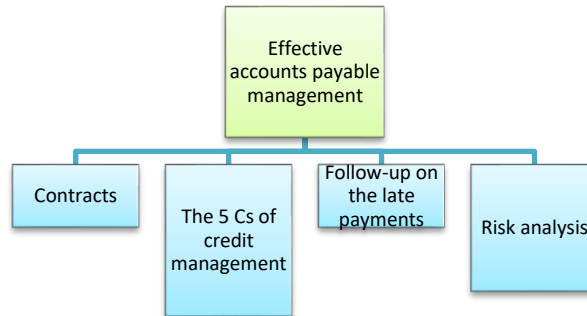 Effective
accounts payable
management
Contracts
The 5 Cs of
credit
management
Follow-up on
the late
payments
Risk analysis